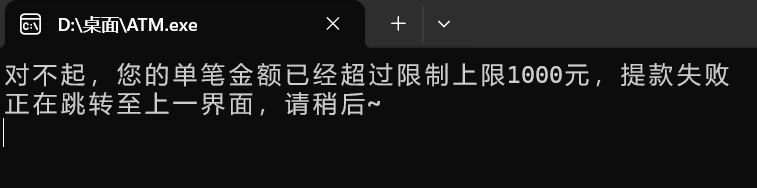 D:\桌面\ATM.exe
对不起，您的单笔金额已经超过限制上限1000元，提款失败
正在跳转至上一界面，请稍后~